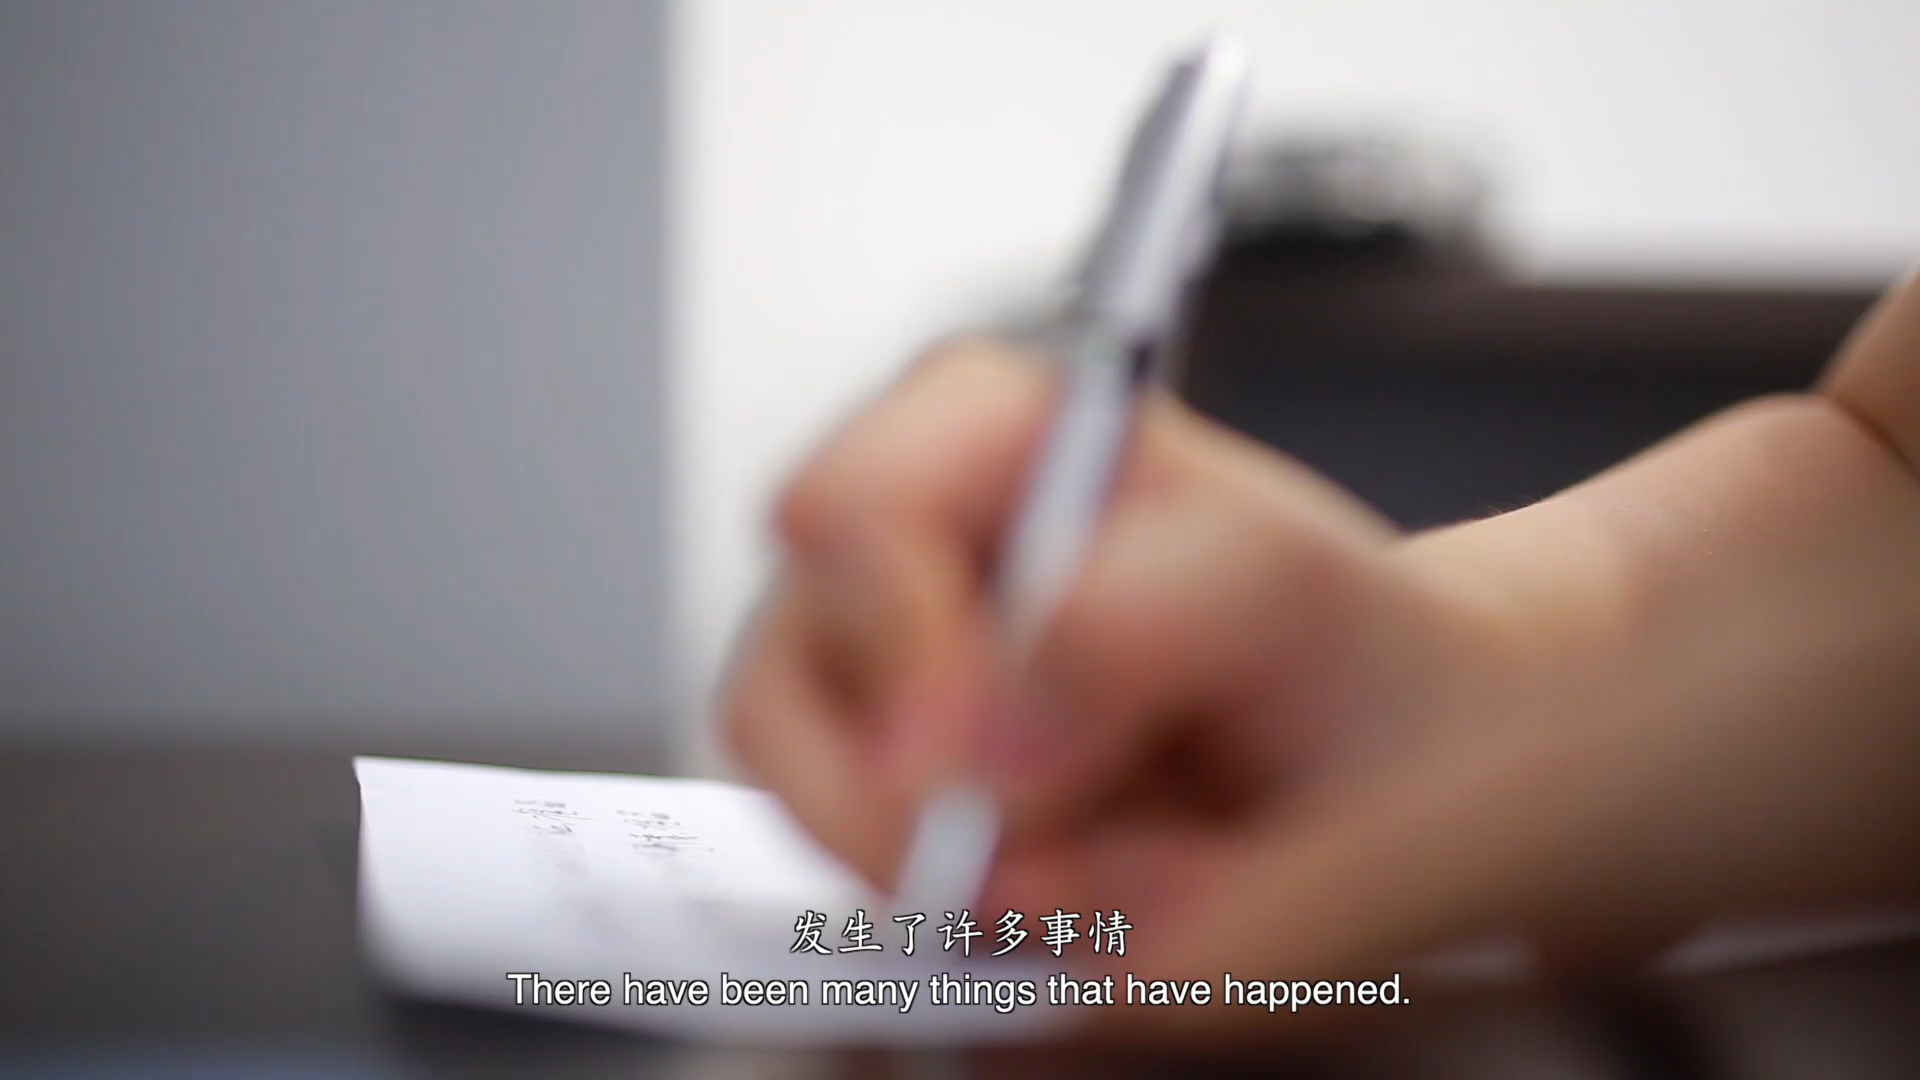 发生了许多事情
There have been many things that have happened.